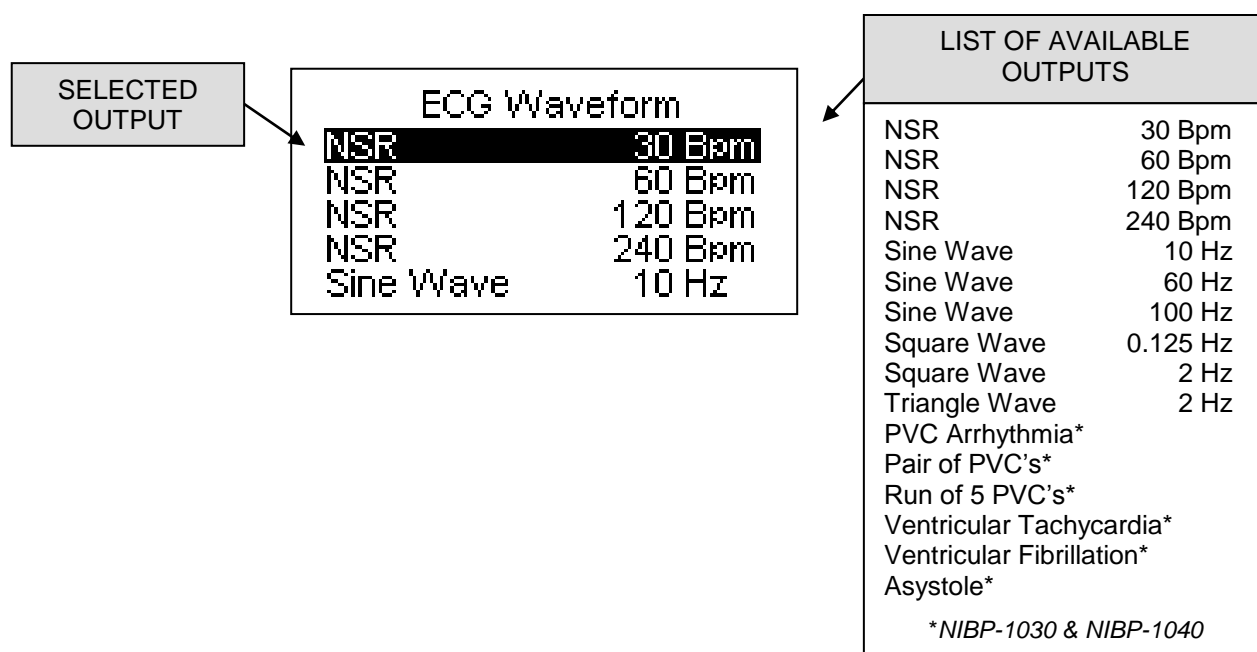 SELECTED
OUTPUT
ECG Waveform
NSR 30 Bpm
NSR 60 Bpm
NSR 120 Bpm
NSR 240 Bpm
Sine Wave 10 Hz
LIST OF AVAILABLE
OUTPUTS
NSR 30 Bpm
NSR 60 Bpm
NSR 120 Bpm
NSR 240 Bpm
Sine Wave 10 Hz
Sine Wave 60 Hz
Sine Wave 100 Hz
Square Wave 0.125 Hz
Square Wave 2 Hz
Triangle Wave 2 Hz
PVC Arrhythmia*
Pair of PVC’s*
Run of 5 PVC’s*
Ventricular Tachycardia*
Ventricular Fibrillation*
Asystole*
*NIBP-1030 & NIBP-1040